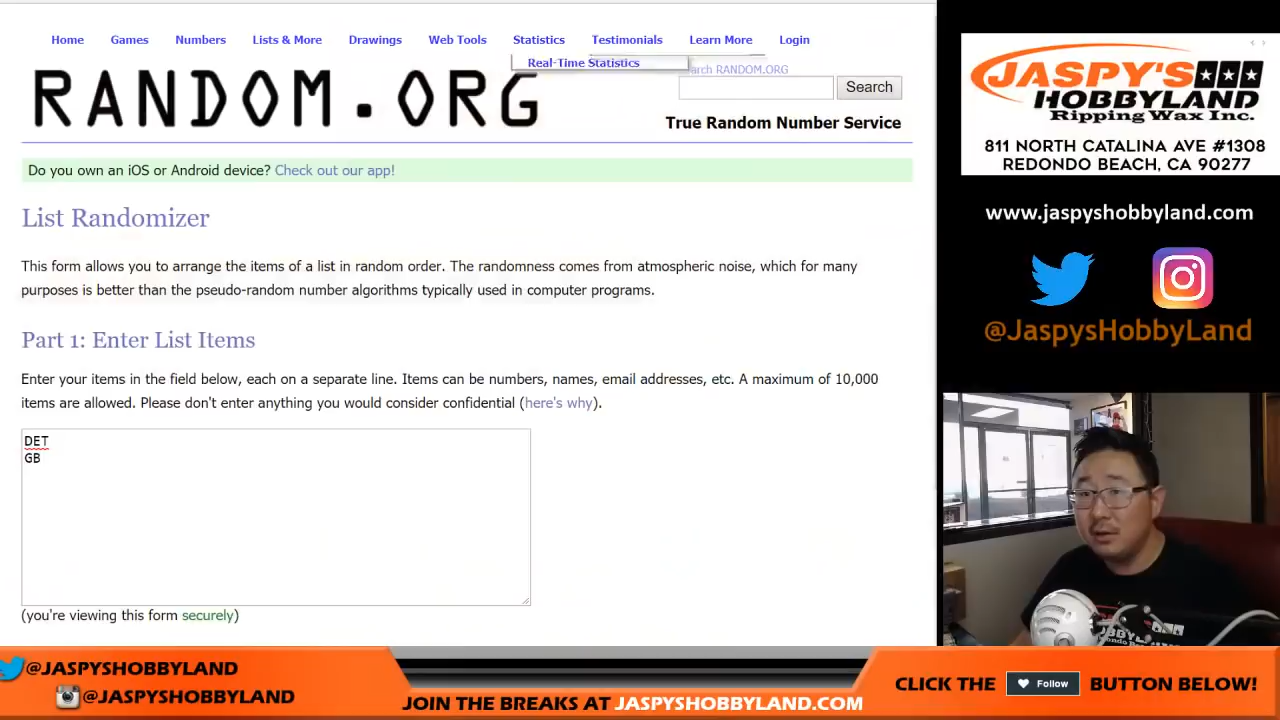 Home Games Numbers Lists & More Drawings Web Tools Statistics Testimonials Learn More Login
Real-Time Statistics
arch RANDOM.ORG
RANDOM.ORG
Search
True Random Number Service
Do you own an iOS or Android device? Check out our app!
List Randomizer
This form allows you to arrange the items of a list in random order. The randomness comes from atmospheric noise, which for many
purposes is better than the pseudo-random number algorithms typically used in computer programs.
Part 1: Enter List Items
Enter your items in the field below, each on a separate line. Items can be numbers, names, email addresses, etc. A maximum of 10,000
items are allowed. Please don't enter anything you would consider confidential (here's why).
DET
GB
(you're viewing this form securely)
JASPY'S
HOBBYLAND
Ripping Wax Inc.
811 NORTH CATALINA AVE #1308
REDONDO BEACH, CA 90277
www.jaspyshobbyland.com
@JaspysHobbyLand
@JASPYSHOBBYLAND
@JASPYSHOBBYLAND
JOIN THE BREAKS AT JASPYSHOBBYLAND.COM
CLICK THE Follow BUTTON BELOW!